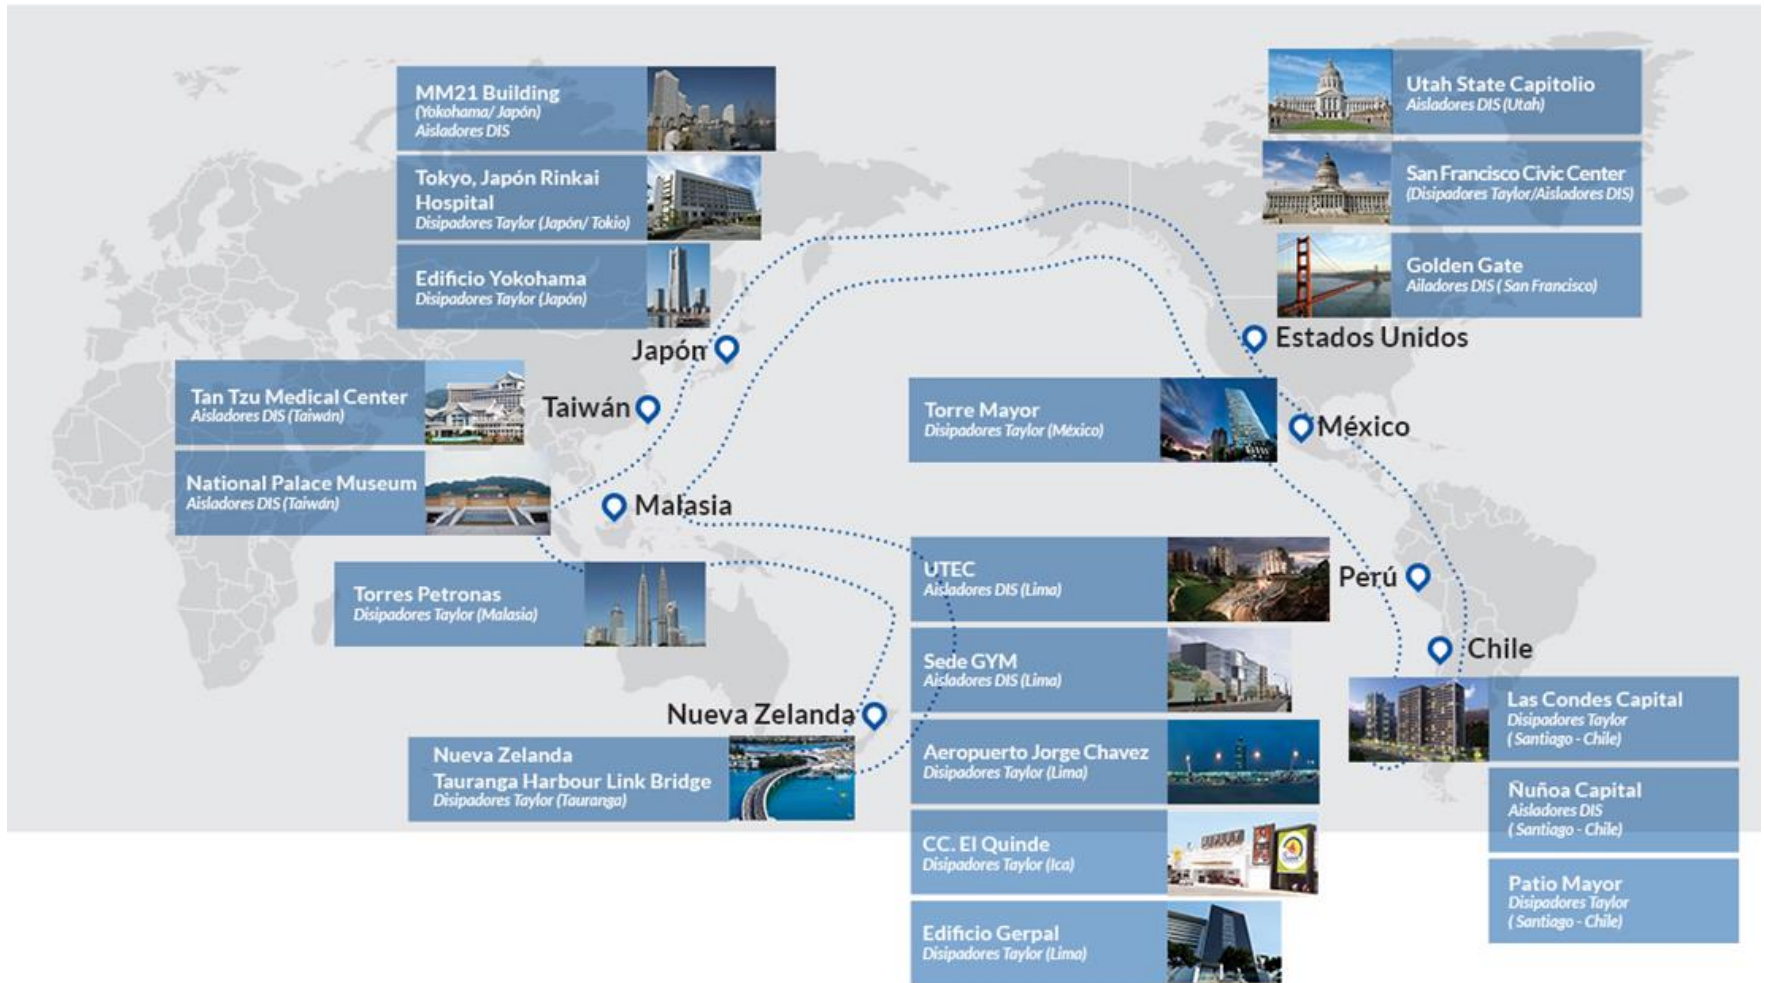 MM21 Building
(Yokohama/ Japón)
Aisladores DIS
Tokyo, Japón Rinkai
Hospital
Disipadores Taylor (Japón/ Tokio)
Edificio Yokohama
Disipadores Taylor (Japón)
Japón
Tan Tzu Medical Center
Aisladores DIS (Taiwán)
Taiwán
National Palace Museum
Aisladores DIS (Taiwán)
Malasia
Torres Petronas
Disipadores Taylor (Malasia)
Nueva Zelanda
Nueva Zelanda
Tauranga Harbour Link Bridge
Disipadores Taylor (Tauranga)
Utah State Capitolio
Aisladores DIS (Utah)
San Francisco Civic Center
(Disipadores Taylor/Aisladores DIS)
Golden Gate
Ailadores DIS ( San Francisco)
Estados Unidos
Torre Mayor
Disipadores Taylor (México)
México
UTEC
Aisladores DIS (Lima)
Perú
Sede GYM
Aisladores DIS (Lima)
Aeropuerto Jorge Chavez
Disipadores Taylor (Lima)
CC. El Quinde
Disipadores Taylor (Ica)
Edificio Gerpal
Disipadores Taylor (Lima)
Chile
Las Condes Capital
Disipadores Taylor
( Santiago - Chile)
Ñuñoa Capital
Aisladores DIS
( Santiago - Chile)
Patio Mayor
Disipadores Taylor
( Santiago - Chile)